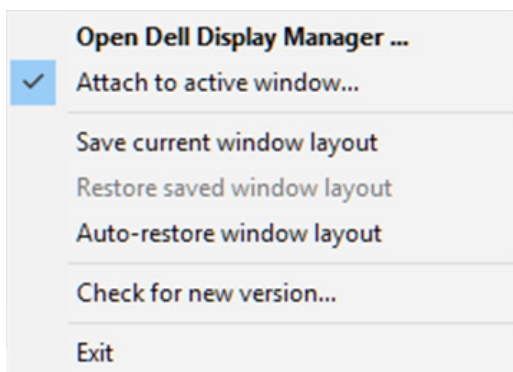 Open Dell Display Manager ...
Attach to active window...
Save current window layout
Restore saved window layout
Auto-restore window layout
Check for new version...
Exit